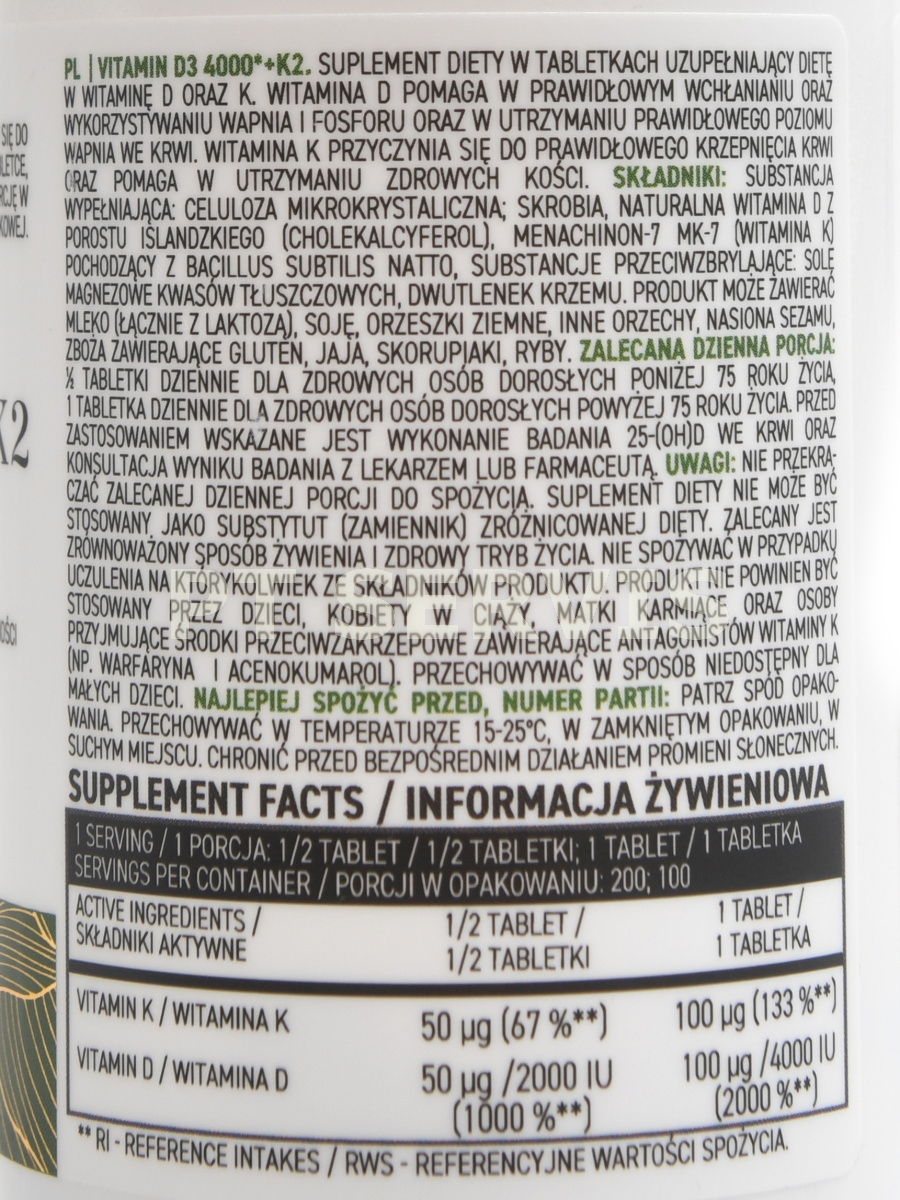 PL | VITAMIN D3 4000*+K2. SUPLEMENT DIETY W TABLETKACH UZUPEŁNIAJĄCY DIETĘ
W WITAMINĘ D ORAZ K. WITAMINA D POMAGA W PRAWIDŁOWYM WCHŁANIANIU ORAZ
WYKORZYSTYWANIU WAPNIA I FOSFORU ORAZ W UTRZYMANIU PRAWIDŁOWEGO POZIOMU
WAPNIA WE KRWI. WITAMINA K PRZYCZYNIA SIĘ DO PRAWIDŁOWEGO KRZEPNIĘCIA KRWI
ORAZ POMAGA W UTRZYMANIU ZDROWYCH KOŚCI. SKŁADNIKI: SUBSTANCJA
WYPEŁNIAJĄCA: CELULOZA MIKROKRYSTALICZNA; SKROBIA, NATURALNA WITAMINA D Z
POROSTU ISLANDZKIEGO (CHOLEKALCYFEROL), MENACHINON-7 MK-7 (WITAMINA K)
POCHODZĄCY Z BACILLUS SUBTILIS NATTO, SUBSTANCJE PRZECIWZBRYLAJĄCE: SOLE
MAGNEZOWE KWASÓW TŁUSZCZOWYCH, DWUTLENEK KRZEMU. PRODUKT MOŻE ZAWIERAĆ
MLEKO (ŁĄCZNIE Z LAKTOZĄ), SOJĘ, ORZESZKI ZIEMNE, INNE ORZECHY, NASIONA SEZAMU,
ZBOŻA ZAWIERAJĄCE GLUTEN, JAJA, SKORUPIAKI, RYBY. ZALECANA DZIENNA PORCJA:
½ TABLETKI DZIENNIE DLA ZDROWYCH OSÓB DOROSŁYCH PONIŻEJ 75 ROKU ŻYCIA,
1 TABLETKA DZIENNIE DLA ZDROWYCH OSÓB DOROSŁYCH POWYŻEJ 75 ROKU ŻYCIA. PRZED
ZASTOSOWANIEM WSKAZANE JEST WYKONANIE BADANIA 25-(OH)D WE KRWI ORAZ
KONSULTACJA WYNIKU BADANIA Z LEKARZEM LUB FARMACEUTĄ. UWAGI: NIE PRZEKRA-
CZAĆ ZALECANEJ DZIENNEJ PORCJI DO SPOŻYCIA. SUPLEMENT DIETY NIE MOŻE BYĆ
STOSOWANY JAKO SUBSTYTUT (ZAMIENNIK) ZRÓŻNICOWANEJ DIETY. ZALECANY JEST
ZRÓWNOWAŻONY SPOSÓB ŻYWIENIA I ZDROWY TRYB ŻYCIA. NIE SPOŻYWAĆ W PRZYPADKU
UCZULENIA NA KTÓRYKOLWIEK ZE SKŁADNIKÓW PRODUKTU. PRODUKT NIE POWINIEN BYĆ
STOSOWANY PRZEZ DZIECI, KOBIETY W CIĄŻY, MATKI KARMIĄCE ORAZ OSOBY
PRZYJMUJĄCE ŚRODKI PRZECIWZAKRZEPOWE ZAWIERAJĄCE ANTAGONISTÓW WITAMINY K
(NP. WARFARYNA I ACENOKUMAROL). PRZECHOWYWAĆ W SPOSÓB NIEDOSTĘPNY DLA
MAŁYCH DZIECI. NAJLEPIEJ SPOŻYĆ PRZED, NUMER PARTII: PATRZ SPÓD OPAKO-
WANIA. PRZECHOWYWAĆ W TEMPERATURZE 15-25°C, W ZAMKNIĘTYM OPAKOWANIU, W
SUCHYM MIEJSCU. CHRONIĆ PRZED BEZPOŚREDNIM DZIAŁANIEM PROMIENI SŁONECZNYCH.
SUPPLEMENT FACTS / INFORMACJA ŻYWIENIOWA
1 SERVING / 1 PORCJA: 1/2 TABLET / 1/2 TABLETKI; 1 TABLET / 1 TABLETKA
SERVINGS PER CONTAINER / PORCJI W OPAKOWANIU: 200; 100
ACTIVE INGREDIENTS / 1/2 TABLET / 1 TABLET /
SKŁADNIKI AKTYWNE 1/2 TABLETKI 1 TABLETKA
VITAMIN K / WITAMINA K 50 µg (67 %**) 100 µg (133 %**)
VITAMIN D / WITAMINA D 50 µg /2000 IU 100 µg /4000 IU
(1000 %**) (2000 %**)
** RI - REFERENCE INTAKES / RWS - REFERENCYJNE WARTOŚCI SPOŻYCIA.
SIĘ DO
K2